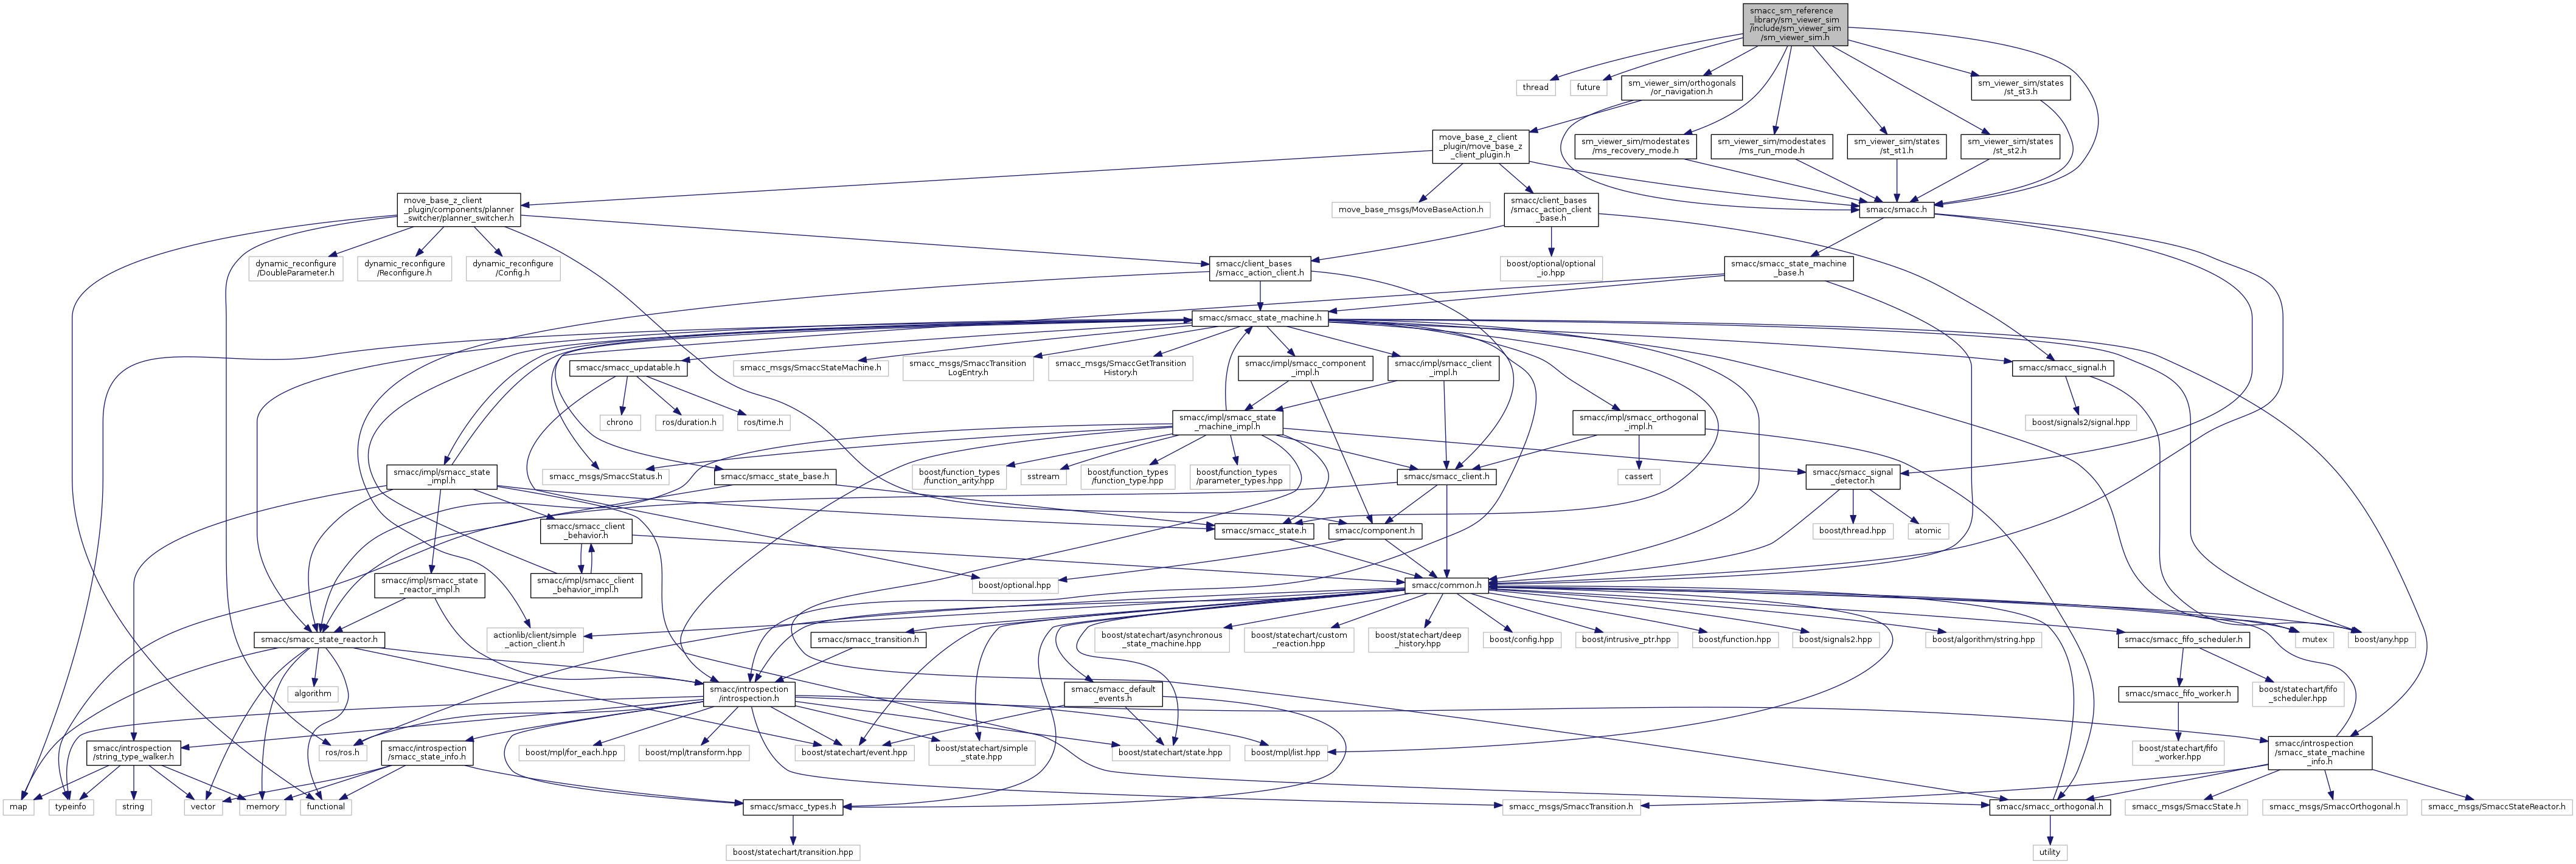 smacc_sm_reference
_library/sm_viewer_sim
/include/sm_viewer_sim
/sm_viewer_sim.h
thread
future
sm_viewer_sim/orthogonals
/or_navigation.h
sm_viewer_sim/states
/st_st3.h
move_base_z_client
_plugin/move_base_z
_client_plugin.h
sm_viewer_sim/modestates
/ms_recovery_mode.h
sm_viewer_sim/modestates
/ms_run_mode.h
sm_viewer_sim/states
/st_st1.h
sm_viewer_sim/states
/st_st2.h
move_base_z_client
_plugin/components/planner
_switcher/planner_switcher.h
move_base_msgs/MoveBaseAction.h
smacc/client_bases
/smacc_action_client
_base.h
smacc/smacc.h
dynamic_reconfigure
/DoubleParameter.h
dynamic_reconfigure
/Reconfigure.h
dynamic_reconfigure
/Config.h
smacc/client_bases
/smacc_action_client.h
boost/optional/optional
_io.hpp
smacc/smacc_state_machine
_base.h
smacc/smacc_state_machine.h
smacc/smacc_updatable.h
smacc_msgs/SmaccStateMachine.h
smacc_msgs/SmaccTransition
LogEntry.h
smacc_msgs/SmaccGetTransition
History.h
smacc/impl/smacc_component
_impl.h
smacc/impl/smacc_client
_impl.h
smacc/smacc_signal.h
chrono
ros/duration.h
ros/time.h
smacc/impl/smacc_state
_machine_impl.h
smacc/impl/smacc_orthogonal
_impl.h
boost/signals2/signal.hpp
smacc/impl/smacc_state
_impl.h
smacc_msgs/SmaccStatus.h
smacc/smacc_state_base.h
boost/function_types
/function_arity.hpp
sstream
boost/function_types
/function_type.hpp
boost/function_types
/parameter_types.hpp
smacc/smacc_client.h
cassert
smacc/smacc_signal
_detector.h
smacc/smacc_client
_behavior.h
smacc/smacc_state.h
smacc/component.h
boost/thread.hpp
atomic
smacc/impl/smacc_state
_reactor_impl.h
smacc/impl/smacc_client
_behavior_impl.h
boost/optional.hpp
smacc/common.h
smacc/smacc_state_reactor.h
actionlib/client/simple
_action_client.h
smacc/smacc_transition.h
boost/statechart/asynchronous
_state_machine.hpp
boost/statechart/custom
_reaction.hpp
boost/statechart/deep
_history.hpp
boost/config.hpp
boost/intrusive_ptr.hpp
boost/function.hpp
boost/signals2.hpp
boost/algorithm/string.hpp
smacc/smacc_fifo_scheduler.h
mutex
boost/any.hpp
algorithm
smacc/introspection
/introspection.h
smacc/smacc_default
_events.h
smacc/smacc_fifo_worker.h
boost/statechart/fifo
_scheduler.hpp
smacc/introspection
/string_type_walker.h
ros/ros.h
smacc/introspection
/smacc_state_info.h
boost/mpl/for_each.hpp
boost/mpl/transform.hpp
boost/statechart/event.hpp
boost/statechart/simple
_state.hpp
boost/statechart/state.hpp
boost/mpl/list.hpp
boost/statechart/fifo
_worker.hpp
smacc/introspection
/smacc_state_machine
_info.h
map
typeinfo
string
vector
memory
functional
smacc/smacc_types.h
smacc_msgs/SmaccTransition.h
smacc/smacc_orthogonal.h
smacc_msgs/SmaccState.h
smacc_msgs/SmaccOrthogonal.h
smacc_msgs/SmaccStateReactor.h
boost/statechart/transition.hpp
utility